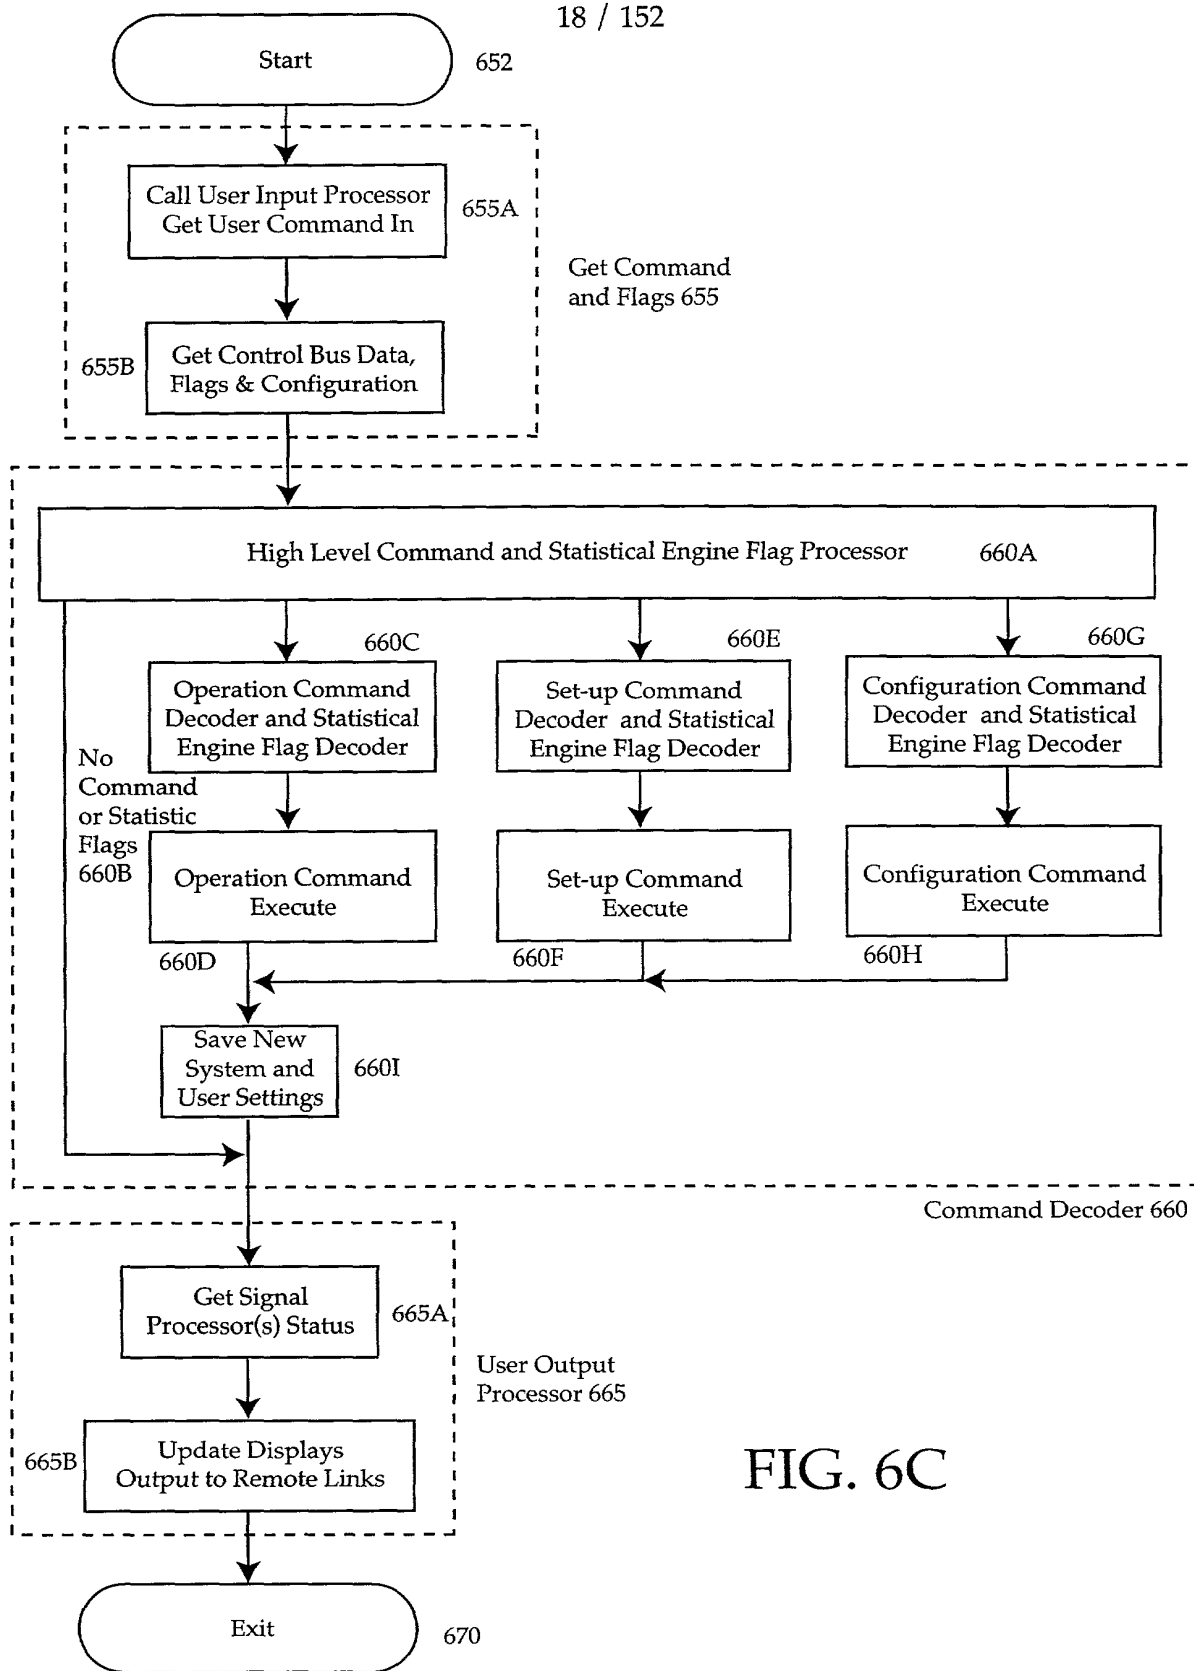 18 / 152
Start
652
Call User Input Processor
Get User Command In
655A
Get Command
and Flags 655
655B
Get Control Bus Data,
Flags & Configuration
High Level Command and Statistical Engine Flag Processor
660A
660C
660E
660G
Operation Command
Decoder and Statistical
Engine Flag Decoder
Set-up Command
Decoder and Statistical
Engine Flag Decoder
Configuration Command
Decoder and Statistical
Engine Flag Decoder
No
Command
or Statistic
Flags
660B
Operation Command
Execute
Set-up Command
Execute
Configuration Command
Execute
660D
660F
660H
Save New
System and
User Settings
660I
Command Decoder 660
Get Signal
Processor(s) Status
665A
User Output
Processor 665
665B
Update Displays
Output to Remote Links
FIG. 6C
Exit
670